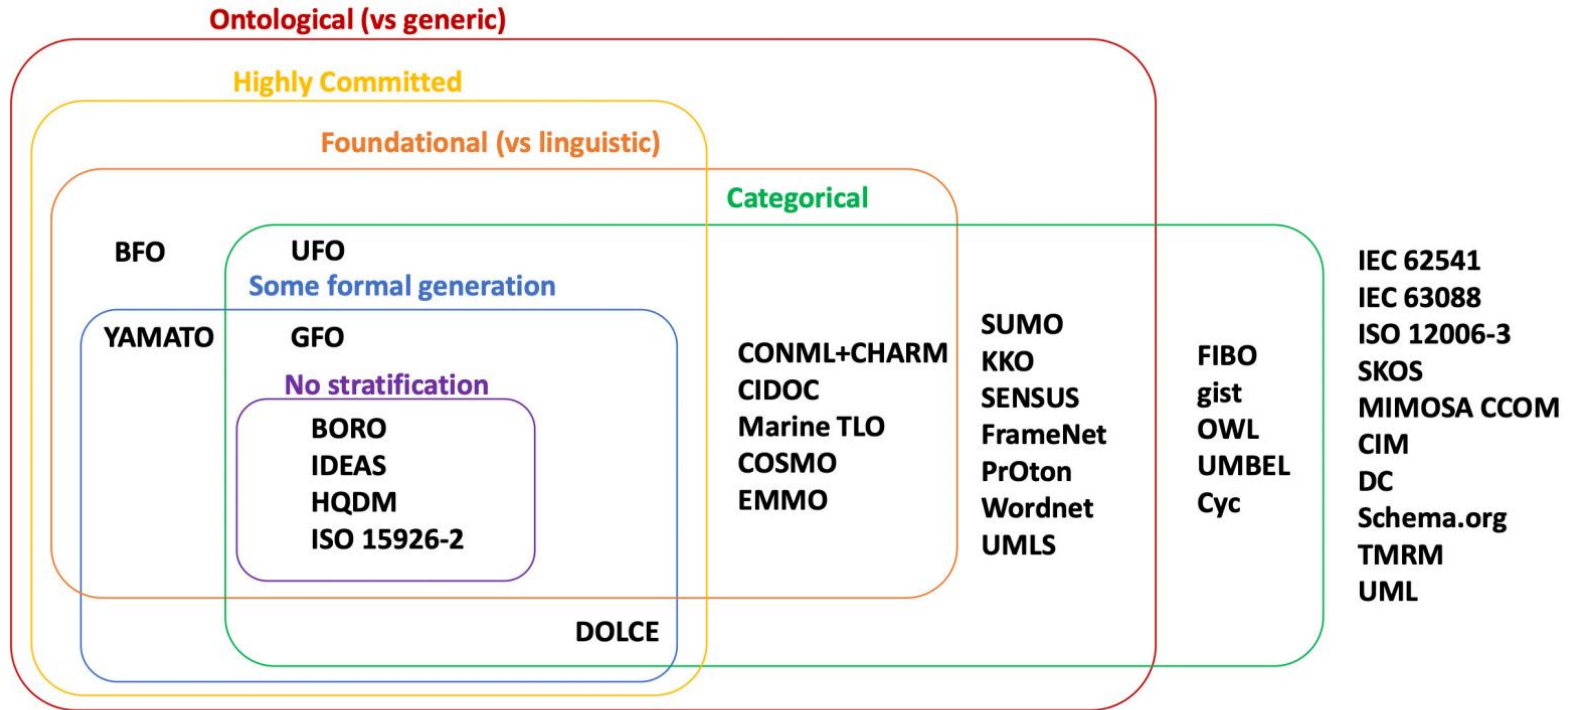 Ontological (vs generic)
Highly Committed
Foundational (vs linguistic)
Categorical
BFO
UFO
Some formal generation
YAMATO
GFO
No stratification
BORO
IDEAS
HQDM
ISO 15926-2
DOLCE
CONML+CHARM
CIDOC
Marine TLO
COSMO
EMMO
SUMO
KKO
SENSUS
FrameNet
PrOton
Wordnet
UMLS
FIBO
gist
OWL
UMBEL
Cyc
IEC 62541
IEC 63088
ISO 12006-3
SKOS
MIMOSA CCOM
CIM
DC
Schema.org
TMRM
UML